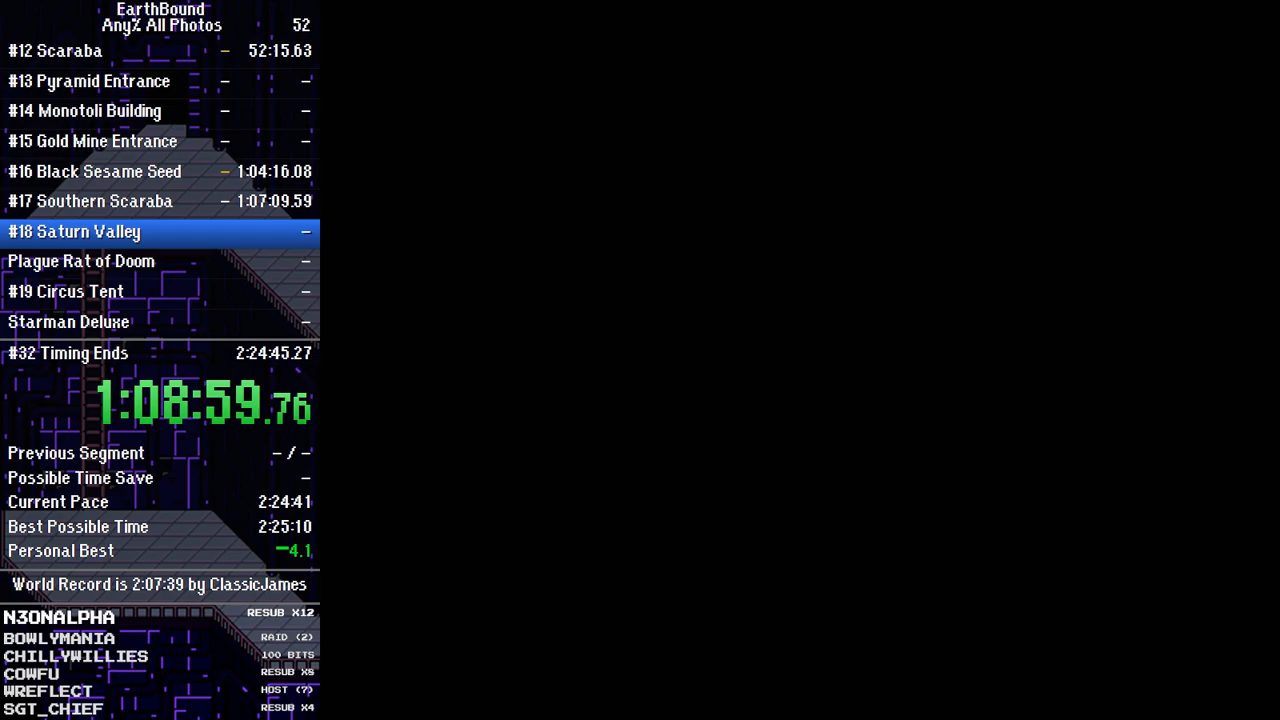 EarthBound
Any% All Photos 52
#12 Scaraba – 52:15.63
#13 Pyramid Entrance – –
#14 Monotoli Building – –
#15 Gold Mine Entrance – –
#16 Black Sesame Seed – 1:04:16.08
#17 Southern Scaraba – 1:07:09.59
#18 Saturn Valley –
Plague Rat of Doom –
#19 Circus Tent –
Starman Deluxe –
#32 Timing Ends 2:24:45.27
1:08:59.76
Previous Segment – / –
Possible Time Save –
Current Pace 2:24:41
Best Possible Time 2:25:10
Personal Best −4.1
World Record is 2:07:39 by ClassicJames
N3ONALPHA RESUB X12
BOWLYMANIA RAID (2)
CHILLYWILLIES 100 BITS
COWFU RESUB X8
WREFLECT HOST (7)
SGT_CHIEF RESUB X4